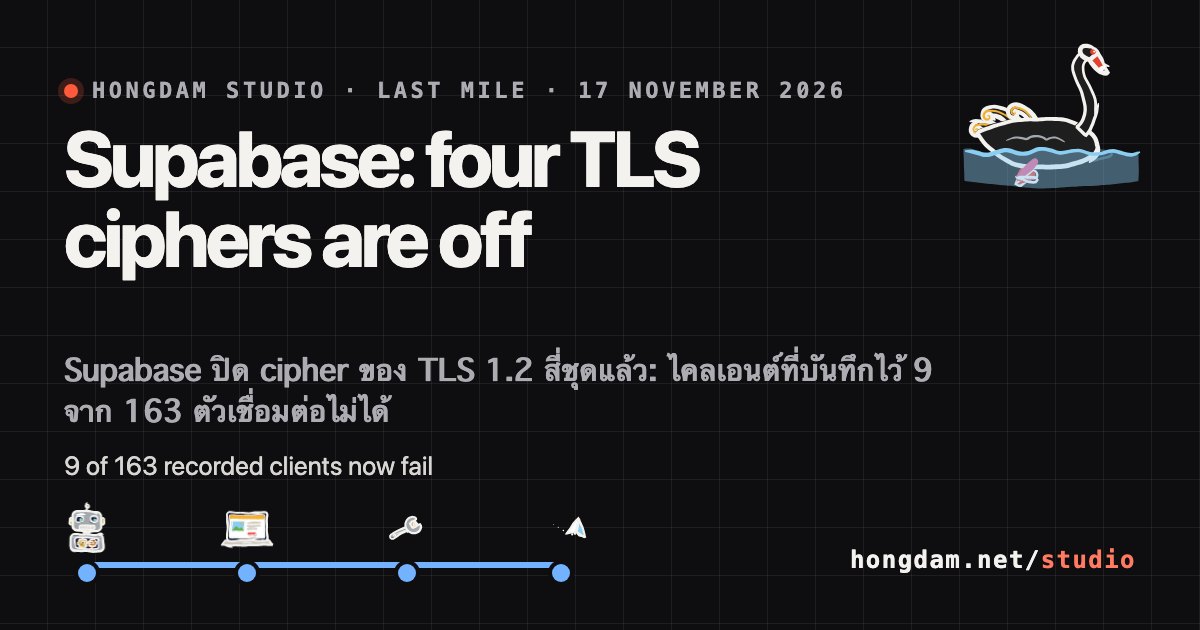 HONGDAM STUDIO · LAST MILE · 17 NOVEMBER 2026
Supabase: four TLS
ciphers are off
Supabase ปิด cipher ของ TLS 1.2 สี่ชุดแล้ว: ไคลเอนต์ที่บันทึกไว้ 9
จาก 163 ตัวเชื่อมต่อไม่ได้
9 of 163 recorded clients now fail
hongdam.net/studio